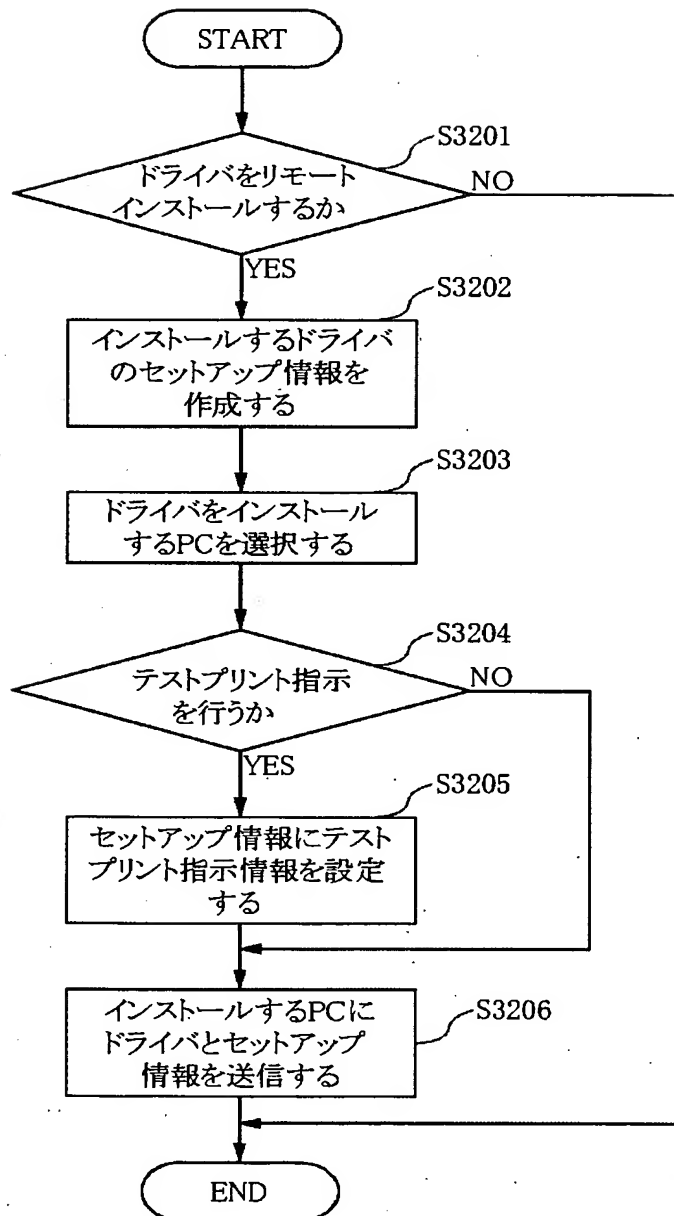 START
S3201
ドライバをリモート
インストールするか
NO
YES
S3202
インストールするドライバ
のセットアップ情報を
作成する
S3203
ドライバをインストール
するPCを選択する
S3204
テストプリント指示
を行うか
NO
YES
S3205
セットアップ情報にテスト
プリント指示情報を設定
する
S3206
インストールするPCに
ドライバとセットアップ
情報を送信する
END